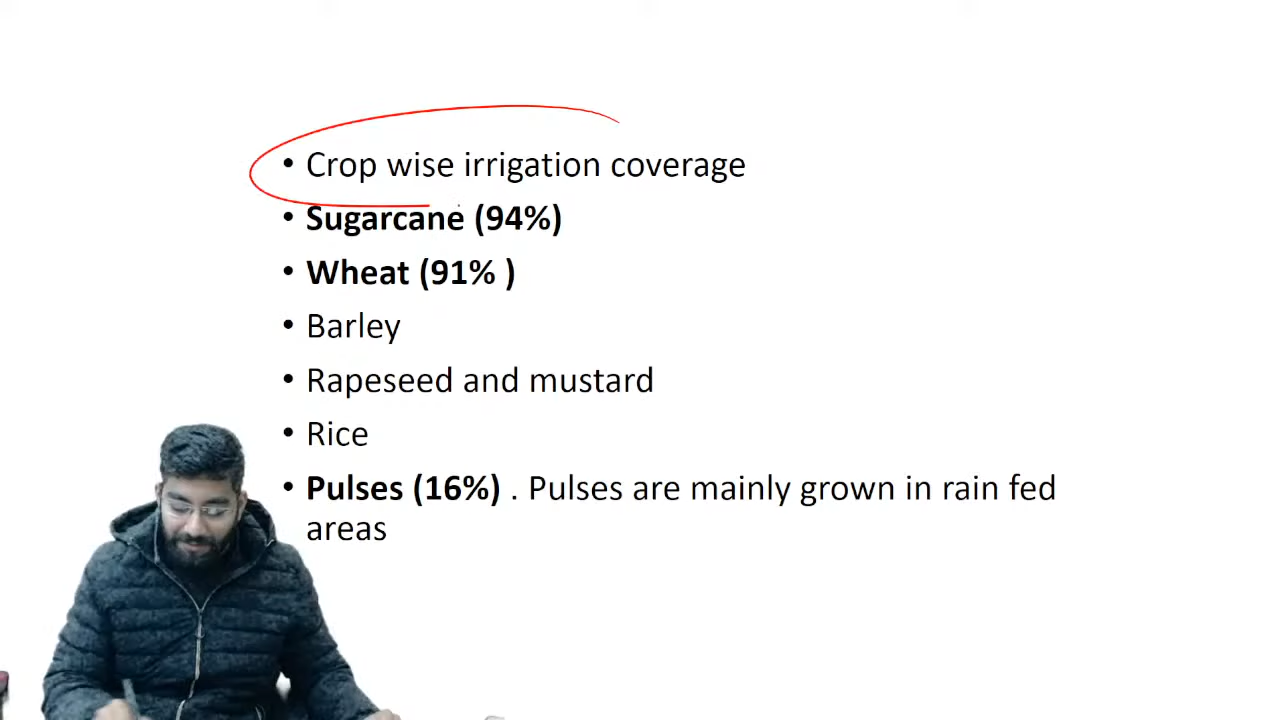 • Crop wise irrigation coverage
• Sugarcane (94%)
• Wheat (91% )
• Barley
• Rapeseed and mustard
• Rice
• Pulses (16%) . Pulses are mainly grown in rain fed
areas